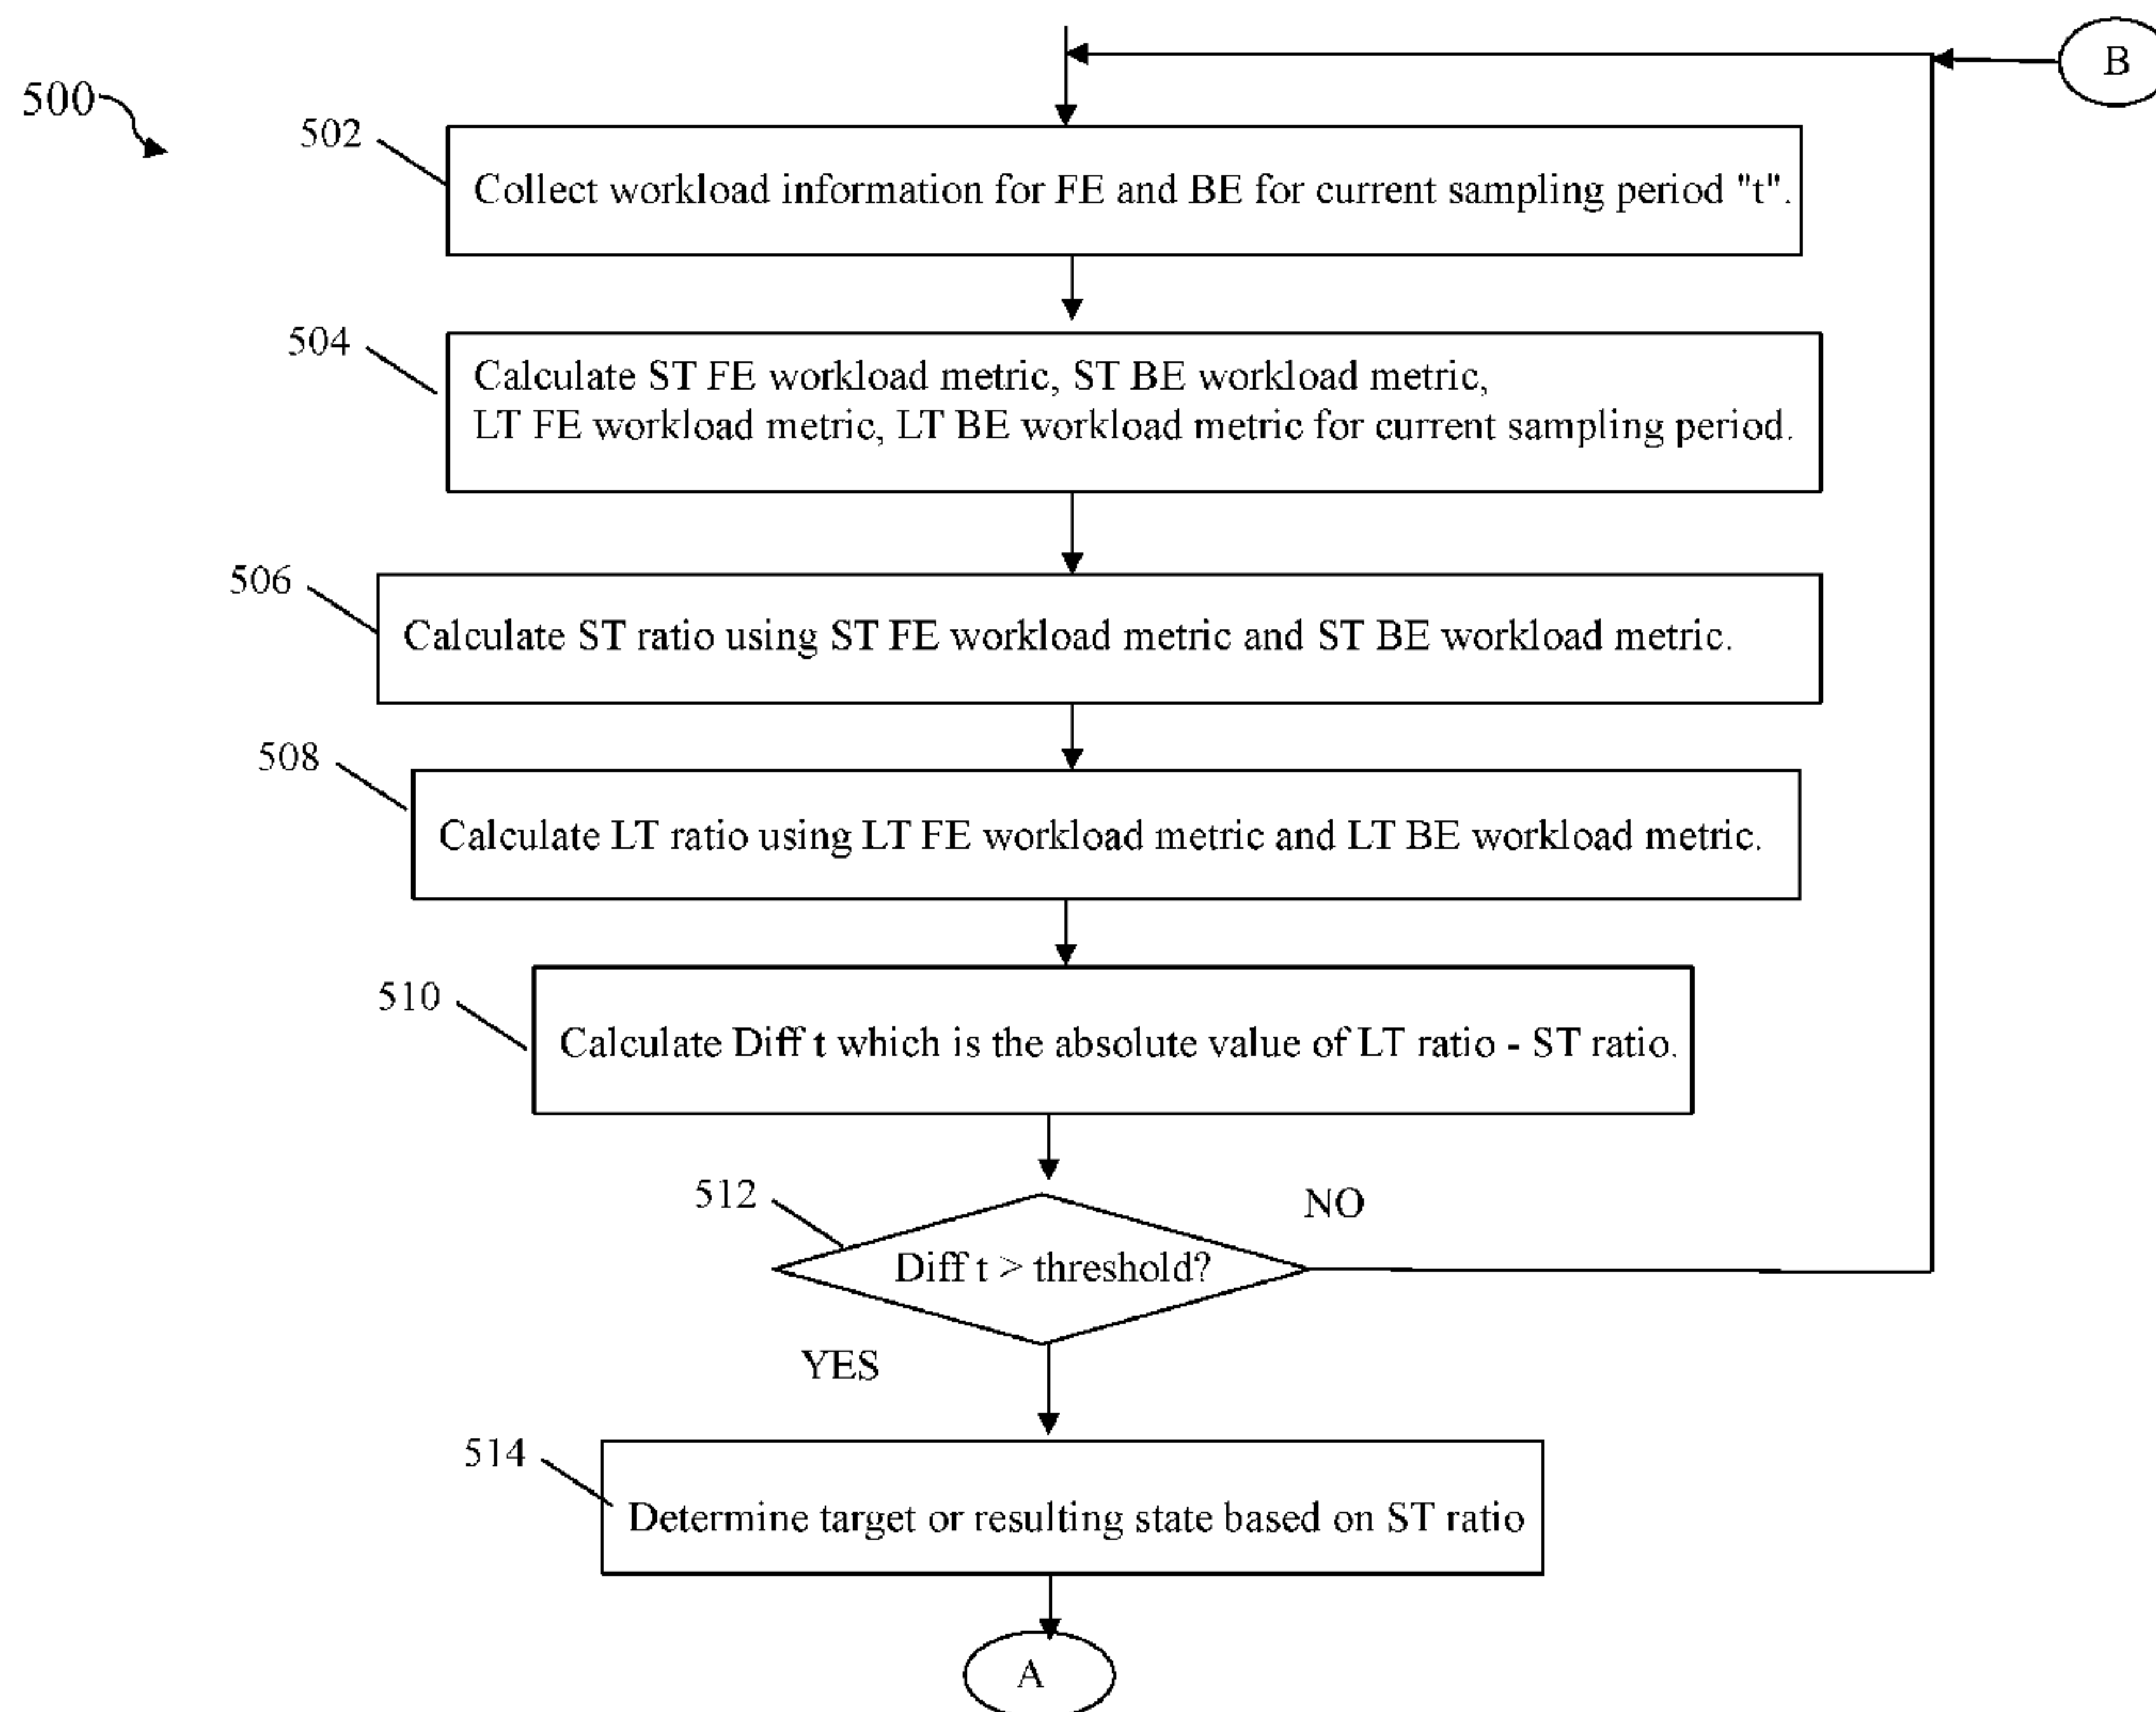 B
500
502
Collect workload information for FE and BE for current sampling period "t".
504
Calculate ST FE workload metric, ST BE workload metric,
LT FE workload metric, LT BE workload metric for current sampling period.
506
Calculate ST ratio using ST FE workload metric and ST BE workload metric.
508
Calculate LT ratio using LT FE workload metric and LT BE workload metric.
510
Calculate Diff t which is the absolute value of LT ratio - ST ratio.
512
NO
Diff t > threshold?
YES
514
Determine target or resulting state based on ST ratio
A